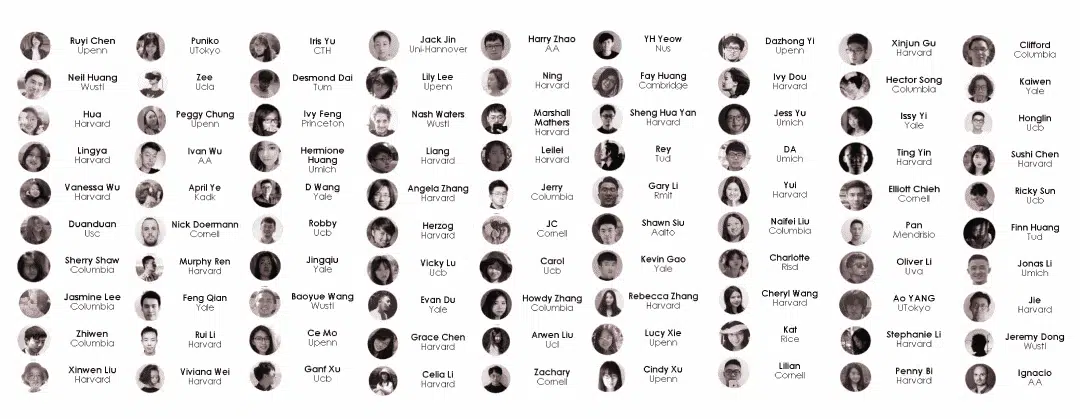 Ruyi Chen
Upenn
Puniko
UTokyo
Iris Yu
CTH
Jack Jin
Uni-Hannover
Harry Zhao
AA
YH Yeow
Nus
Dazhong Yi
Upenn
Xinjun Gu
Harvard
Clifford
Columbia
Neil Huang
Wustl
Zee
Ucla
Desmond Dai
Tum
Lily Lee
Upenn
Ning
Harvard
Fay Huang
Cambridge
Ivy Dou
Harvard
Hector Song
Columbia
Kaiwen
Yale
Hua
Harvard
Peggy Chung
Upenn
Ivy Feng
Princeton
Nash Waters
Wustl
Marshall
Mathers
Harvard
Sheng Hua Yan
Harvard
Jess Yu
Umich
Issy Yi
Yale
Honglin
Ucb
Lingya
Harvard
Ivan Wu
AA
Hermione
Huang
Umich
Liang
Harvard
Leilei
Harvard
Rey
Tud
DA
Umich
Ting Yin
Harvard
Sushi Chen
Harvard
Vanessa Wu
Harvard
April Ye
Kadk
D Wang
Yale
Angela Zhang
Harvard
Jerry
Columbia
Gary Li
Rmit
Yui
Harvard
Elliott Chieh
Cornell
Ricky Sun
Ucb
Duanduan
Usc
Nick Doermann
Cornell
Robby
Ucb
Herzog
Harvard
JC
Cornell
Shawn Siu
Aalto
Naifei Liu
Columbia
Pan
Mendrisio
Finn Huang
Tud
Sherry Shaw
Columbia
Murphy Ren
Harvard
Jingqiu
Yale
Vicky Lu
Ucb
Carol
Ucb
Kevin Gao
Yale
Charlotte
Risd
Oliver Li
Uva
Jonas Li
Umich
Jasmine Lee
Columbia
Feng Qian
Yale
Baoyue Wang
Wustl
Evan Du
Yale
Howdy Zhang
Columbia
Rebecca Zhang
Harvard
Cheryl Wang
Harvard
Ao YANG
UTokyo
Jie
Harvard
Zhiwen
Columbia
Rui Li
Harvard
Ce Mo
Upenn
Grace Chen
Harvard
Arwen Liu
Ucl
Lucy Xie
Upenn
Kat
Rice
Stephanie Li
Harvard
Jeremy Dong
Wustl
Xinwen Liu
Harvard
Viviana Wei
Harvard
Ganf Xu
Ucb
Celia Li
Harvard
Zachary
Cornell
Cindy Xu
Upenn
Lilian
Cornell
Penny Bi
Harvard
Ignacio
AA